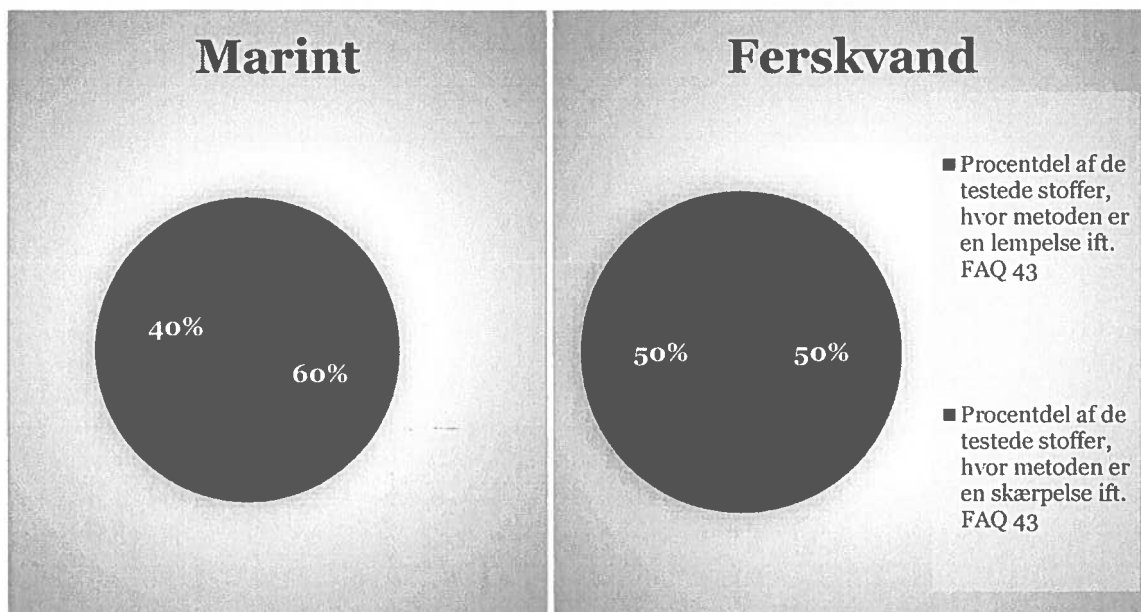 Marint
40%
60%
Ferskvand
50%
50%
Procentdel af de
testede stoffer,
hvor metoden er
en lempelse ift.
FAQ 43
Procentdel af de
testede stoffer,
hvor metoden er
en skærpelse ift.
FAQ 43